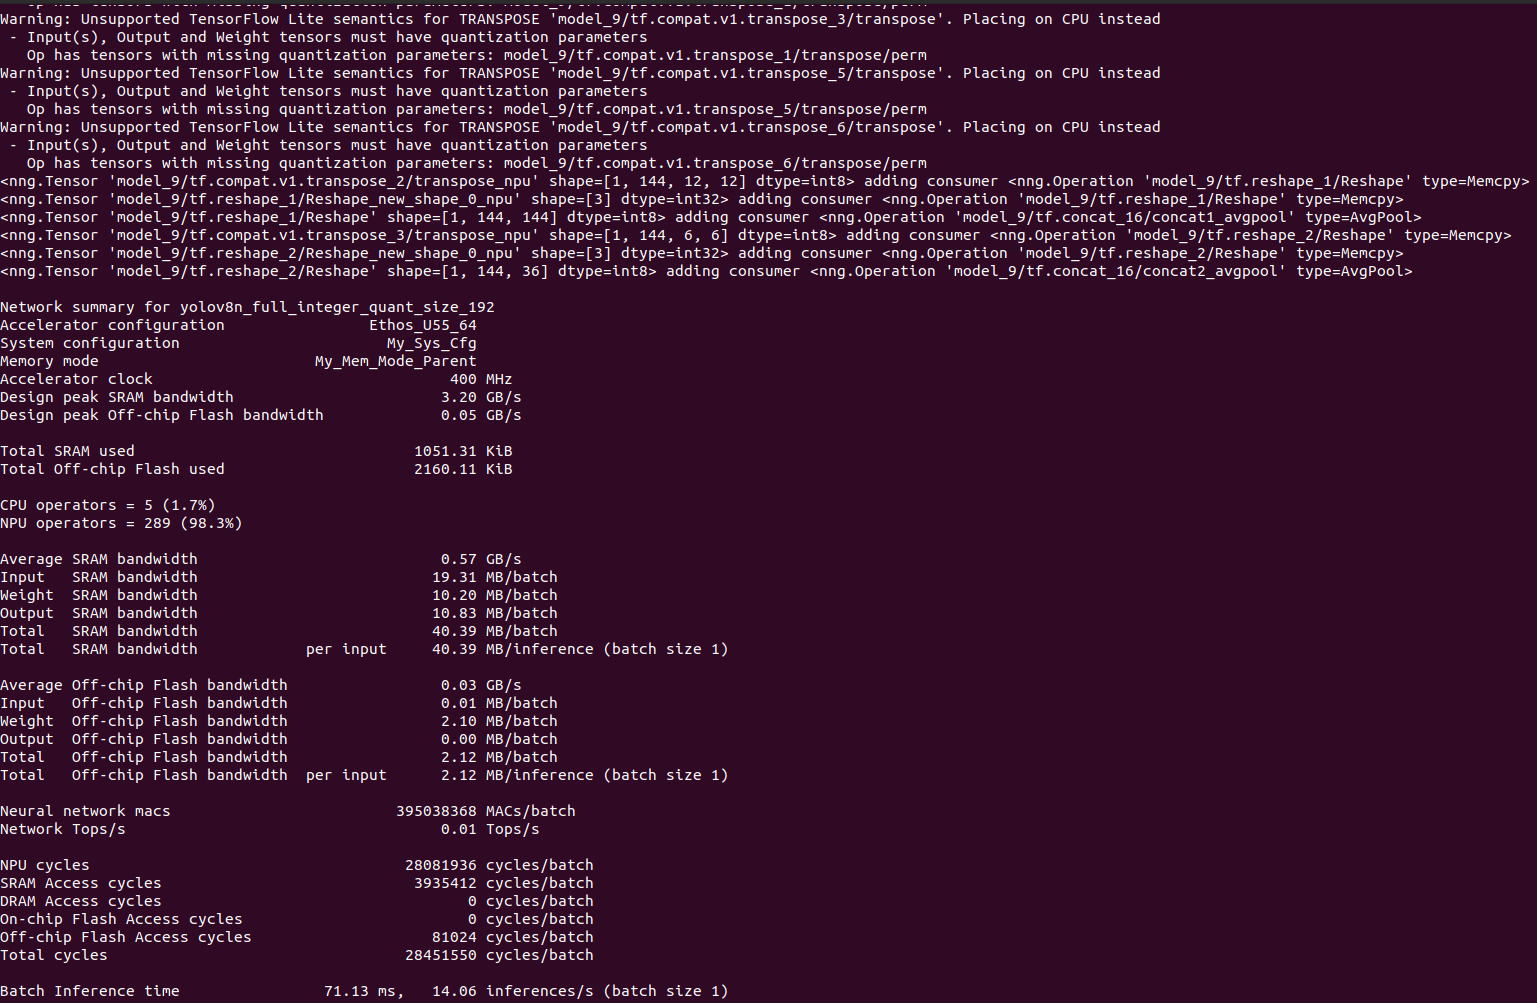 Warning: Unsupported TensorFlow Lite semantics for TRANSPOSE 'model_9/tf.compat.v1.transpose_3/transpose'. Placing on CPU instead
 - Input(s), Output and Weight tensors must have quantization parameters
   Op has tensors with missing quantization parameters: model_9/tf.compat.v1.transpose_1/transpose/perm
Warning: Unsupported TensorFlow Lite semantics for TRANSPOSE 'model_9/tf.compat.v1.transpose_5/transpose'. Placing on CPU instead
 - Input(s), Output and Weight tensors must have quantization parameters
   Op has tensors with missing quantization parameters: model_9/tf.compat.v1.transpose_5/transpose/perm
Warning: Unsupported TensorFlow Lite semantics for TRANSPOSE 'model_9/tf.compat.v1.transpose_6/transpose'. Placing on CPU instead
 - Input(s), Output and Weight tensors must have quantization parameters
   Op has tensors with missing quantization parameters: model_9/tf.compat.v1.transpose_6/transpose/perm
<nng.Tensor 'model_9/tf.compat.v1.transpose_2/transpose_npu' shape=[1, 144, 12, 12] dtype=int8> adding consumer <nng.Operation 'model_9/tf.reshape_1/Reshape' type=Memcpy>
<nng.Tensor 'model_9/tf.reshape_1/Reshape_new_shape_0_npu' shape=[3] dtype=int32> adding consumer <nng.Operation 'model_9/tf.reshape_1/Reshape' type=Memcpy>
<nng.Tensor 'model_9/tf.reshape_1/Reshape' shape=[1, 144, 144] dtype=int8> adding consumer <nng.Operation 'model_9/tf.concat_16/concat1_avgpool' type=AvgPool>
<nng.Tensor 'model_9/tf.compat.v1.transpose_3/transpose_npu' shape=[1, 144, 6, 6] dtype=int8> adding consumer <nng.Operation 'model_9/tf.reshape_2/Reshape' type=Memcpy>
<nng.Tensor 'model_9/tf.reshape_2/Reshape_new_shape_0_npu' shape=[3] dtype=int32> adding consumer <nng.Operation 'model_9/tf.reshape_2/Reshape' type=Memcpy>
<nng.Tensor 'model_9/tf.reshape_2/Reshape' shape=[1, 144, 36] dtype=int8> adding consumer <nng.Operation 'model_9/tf.concat_16/concat2_avgpool' type=AvgPool>
Network summary for yolov8n_full_integer_quant_size_192
Accelerator configuration Ethos_U55_64
System configuration My_Sys_Cfg
Memory mode My_Mem_Mode_Parent
Accelerator clock 400 MHz
Design peak SRAM bandwidth 3.20 GB/s
Design peak Off-chip Flash bandwidth 0.05 GB/s
Total SRAM used 1051.31 KiB
Total Off-chip Flash used 2160.11 KiB
CPU operators = 5 (1.7%)
NPU operators = 289 (98.3%)
Average SRAM bandwidth 0.57 GB/s
Input SRAM bandwidth 19.31 MB/batch
Weight SRAM bandwidth 10.20 MB/batch
Output SRAM bandwidth 10.83 MB/batch
Total SRAM bandwidth 40.39 MB/batch
Total SRAM bandwidth per input 40.39 MB/inference (batch size 1)
Average Off-chip Flash bandwidth 0.03 GB/s
Input Off-chip Flash bandwidth 0.01 MB/batch
Weight Off-chip Flash bandwidth 2.10 MB/batch
Output Off-chip Flash bandwidth 0.00 MB/batch
Total Off-chip Flash bandwidth 2.12 MB/batch
Total Off-chip Flash bandwidth per input 2.12 MB/inference (batch size 1)
Neural network macs 395038368 MACs/batch
Network Tops/s 0.01 Tops/s
NPU cycles 28081936 cycles/batch
SRAM Access cycles 3935412 cycles/batch
DRAM Access cycles 0 cycles/batch
On-chip Flash Access cycles 0 cycles/batch
Off-chip Flash Access cycles 81024 cycles/batch
Total cycles 28451550 cycles/batch
Batch Inference time 71.13 ms, 14.06 inferences/s (batch size 1)